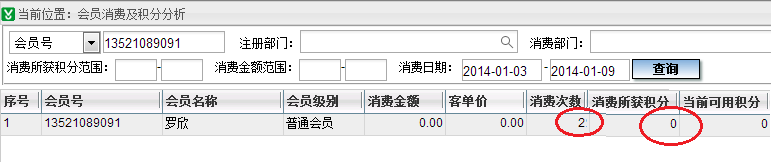 当前位置：会员消费及积分分析
会员号 13521089091 注册部门： 消费部门：
消费所获积分范围： - 消费金额范围： - 消费日期： 2014-01-03 - 2014-01-09 查询
序号 会员号 会员名称 会员级别 消费金额 客单价 消费次数 消费所获积分 当前可用积分
1 13521089091 罗欣 普通会员 0.00 0.00 2 0 0